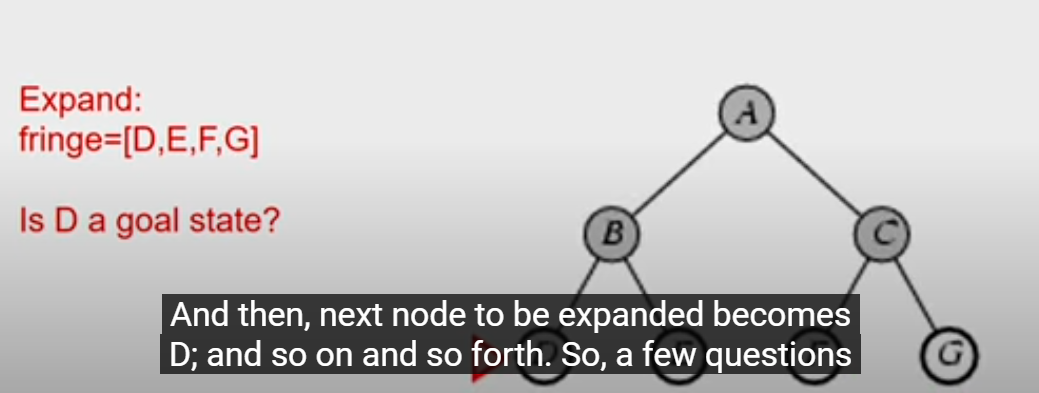 Expand:
fringe=[D,E,F,G]
Is D a goal state?
A
B
C
And then, next node to be expanded becomes
D; and so on and so forth. So, a few questions
G